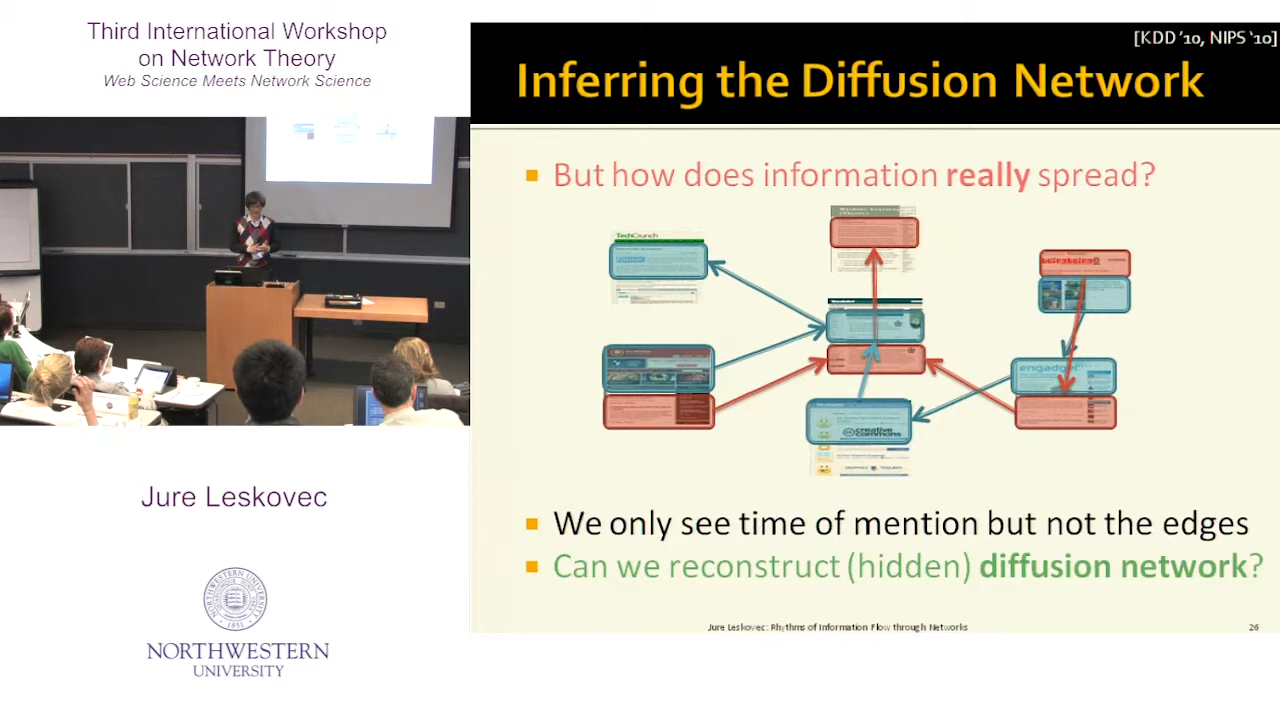 Third International Workshop
on Network Theory
Web Science Meets Network Science
Jure Leskovec
NORTHWESTERN
UNIVERSITY
[KDD ’10, NIPS ‘10]
Inferring the Diffusion Network
But how does information really spread?
TechCrunch
engadget
creative
commons
We only see time of mention but not the edges
Can we reconstruct (hidden) diffusion network?
Jure Leskovec: Rhythms of Information Flow through Networks
26